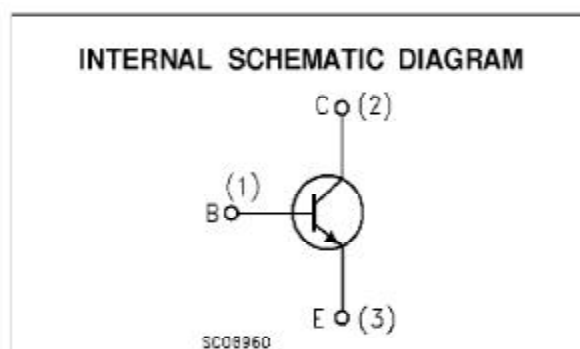 INTERNAL SCHEMATIC DIAGRAM
C (2)
(1)
B
E (3)
SC08960